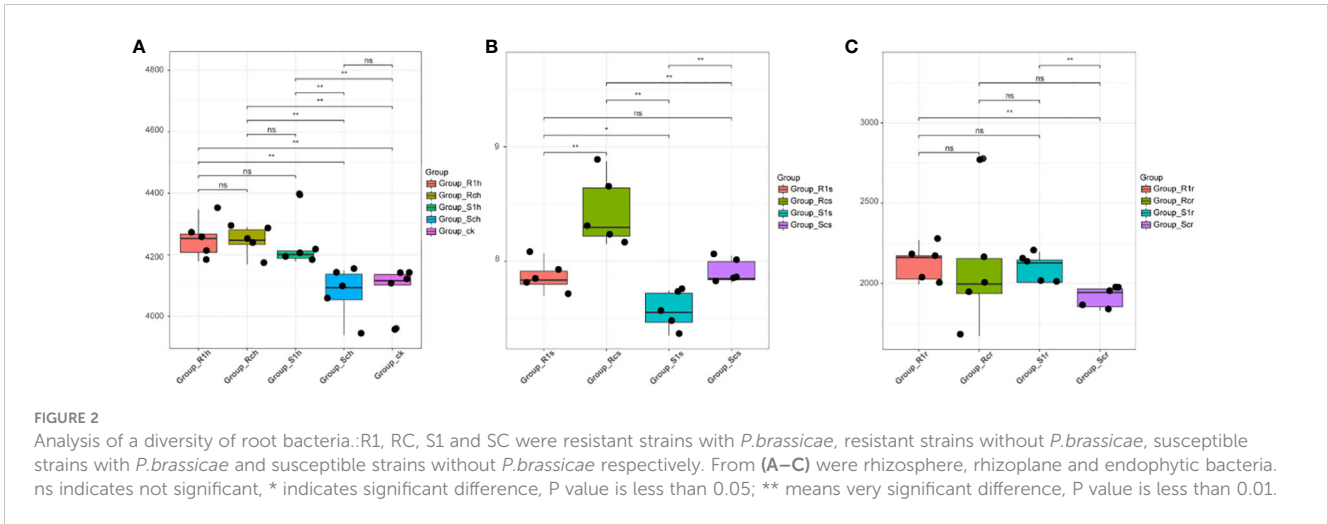 A
4800
4600
4400
4200
4000
ns
**
**
**
**
ns
**
**
ns
ns
Group_R1h
Group_Rch
Group_S1h
Group_Sch
Group_ck
Group
Group_R1h
Group_Rch
Group_S1h
Group_Sch
Group_ck
B
9
8
**
**
**
ns
*
**
Group_R1s
Group_Rcs
Group_S1s
Group_Scs
Group
Group_R1s
Group_Rcs
Group_S1s
Group_Scs
C
3000
2000
**
ns
ns
**
ns
ns
Group_R1r
Group_Rcr
Group_S1r
Group_Scr
Group
Group_R1r
Group_Rcr
Group_S1r
Group_Scr
FIGURE 2
Analysis of a diversity of root bacteria.:R1, RC, S1 and SC were resistant strains with P.brassicae, resistant strains without P.brassicae, susceptible
strains with P.brassicae and susceptible strains without P.brassicae respectively. From (A–C) were rhizosphere, rhizoplane and endophytic bacteria.
ns indicates not significant, * indicates significant difference, P value is less than 0.05; ** means very significant difference, P value is less than 0.01.